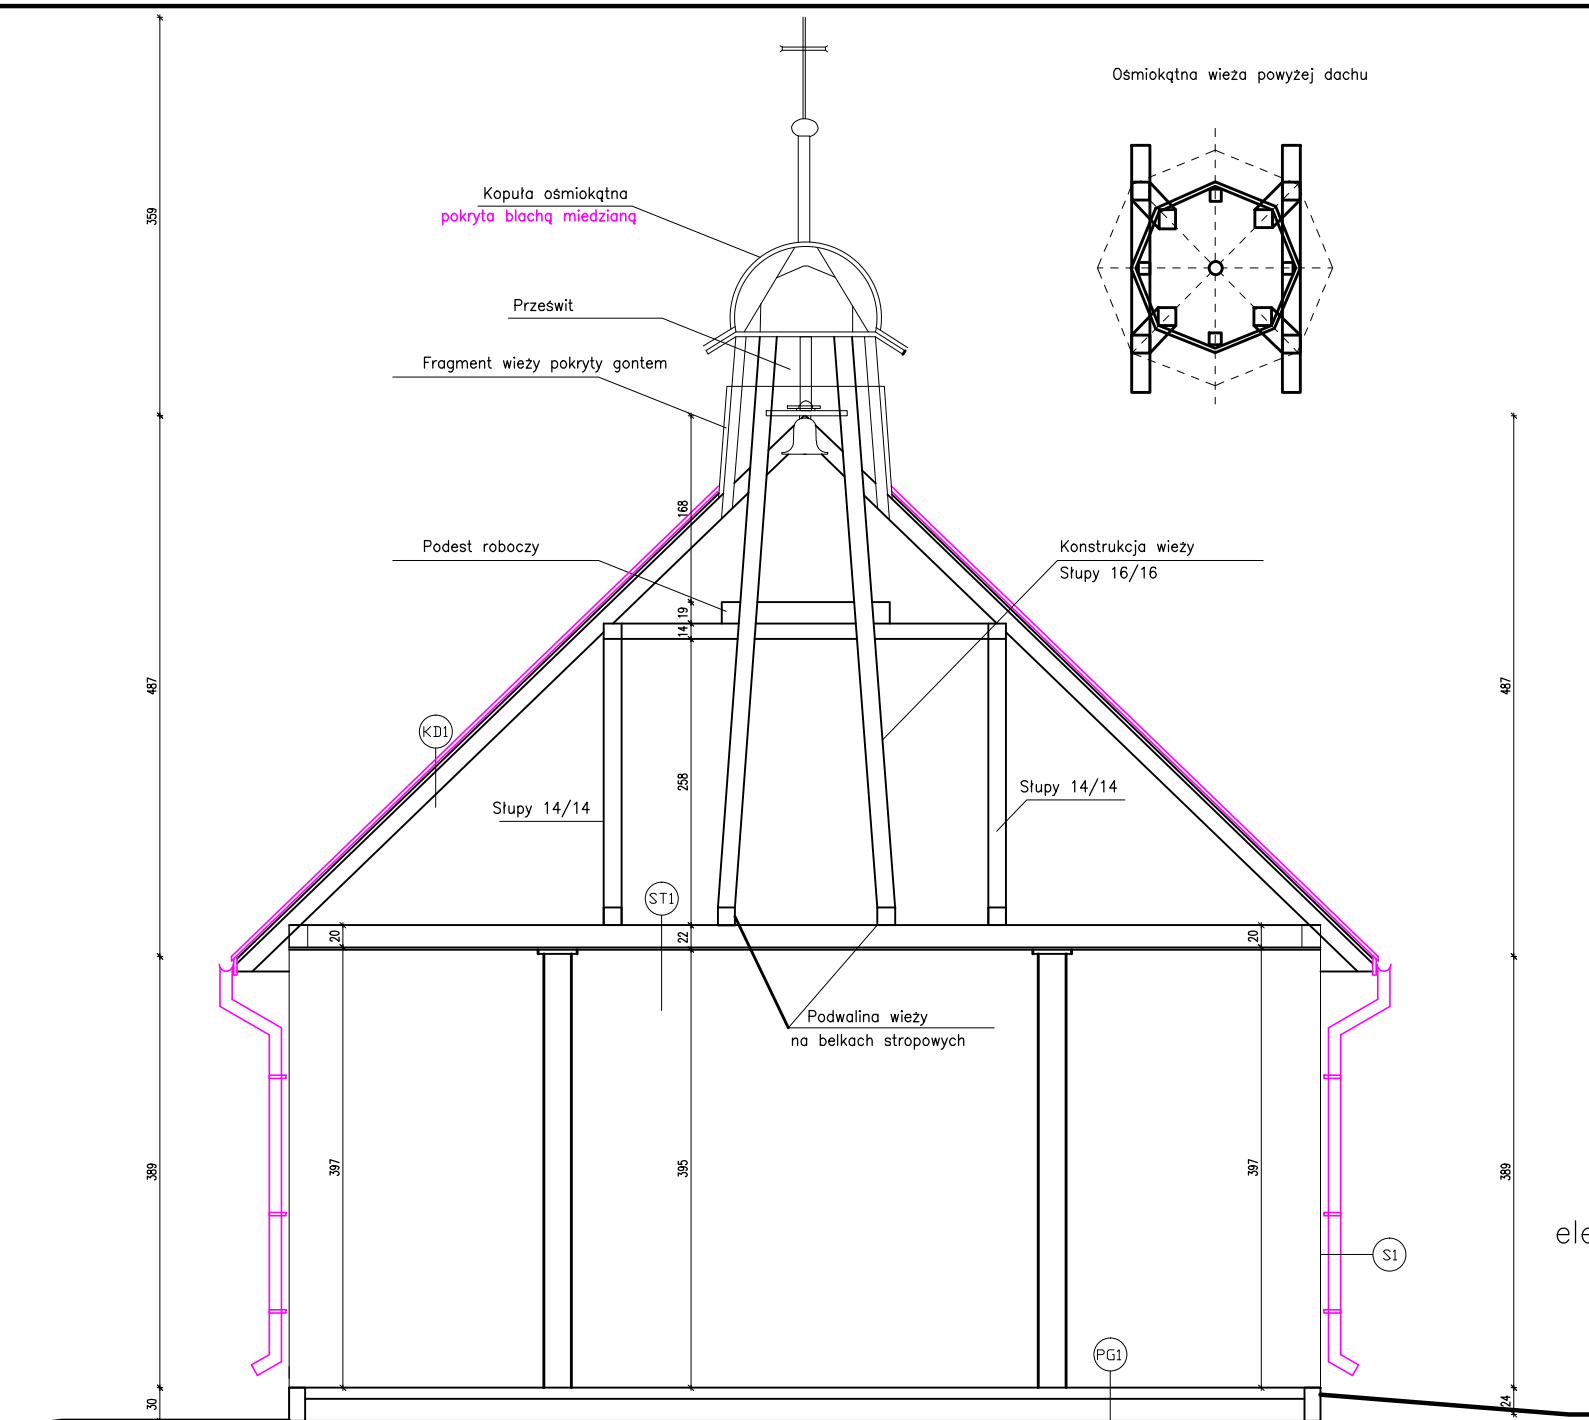 Ośmiokątna wieża powyżej dachu
Kopuła ośmiokątna
pokryta blachą miedzianą
359
Prześwit
Fragment wieży pokryty gontem
168
Podest roboczy
Konstrukcja wieży
Słupy 16/16
19
14
487
487
KD1
258
Słupy 14/14
Słupy 14/14
ST1
20
22
20
Podwalina wieży
na belkach stropowych
389
397
395
397
389
ele
S1
PG1
30
24